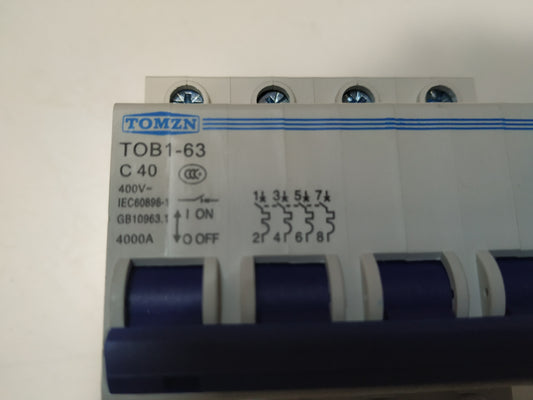 TOMZN
TOB1-63
C 40
CCC
400V~
IEC60898-1
GB10963.1
I ON
4000A
O OFF
1 3 5 7
2 4 6 8